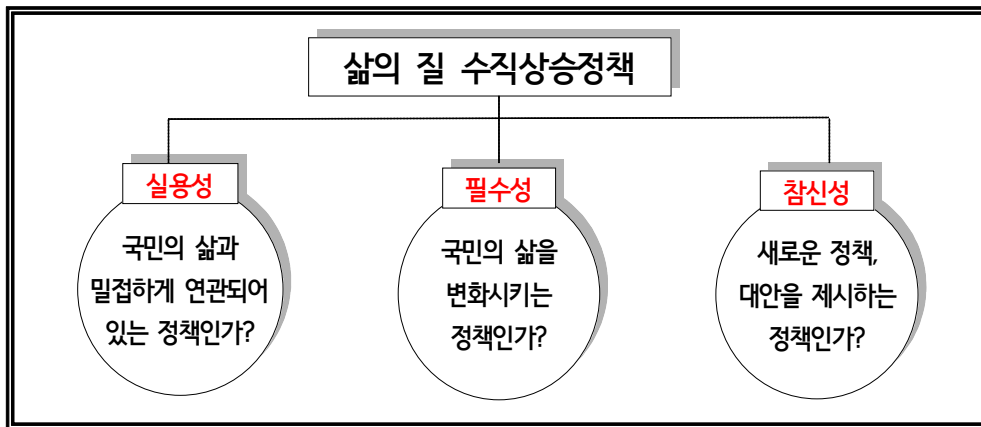 삶의 질 수직상승정책
실용성
국민의 삶과
밀접하게 연관되어
있는 정책인가?
필수성
국민의 삶을
변화시키는
정책인가?
참신성
새로운 정책,
대안을 제시하는
정책인가?